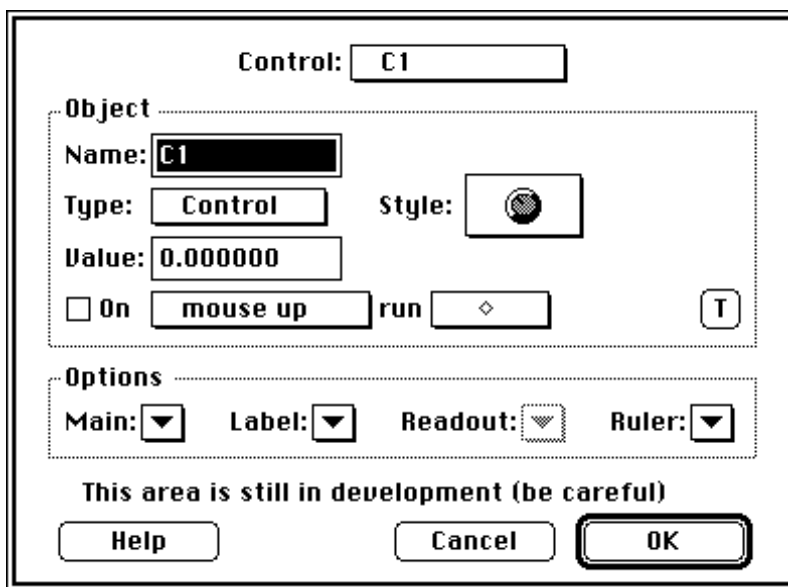 Control: C1
Object
Name: C1
Type: Control Style:
Value: 0.000000
On mouse up run T
Options
Main: Label: Readout: Ruler:
This area is still in development (be careful)
Help Cancel OK